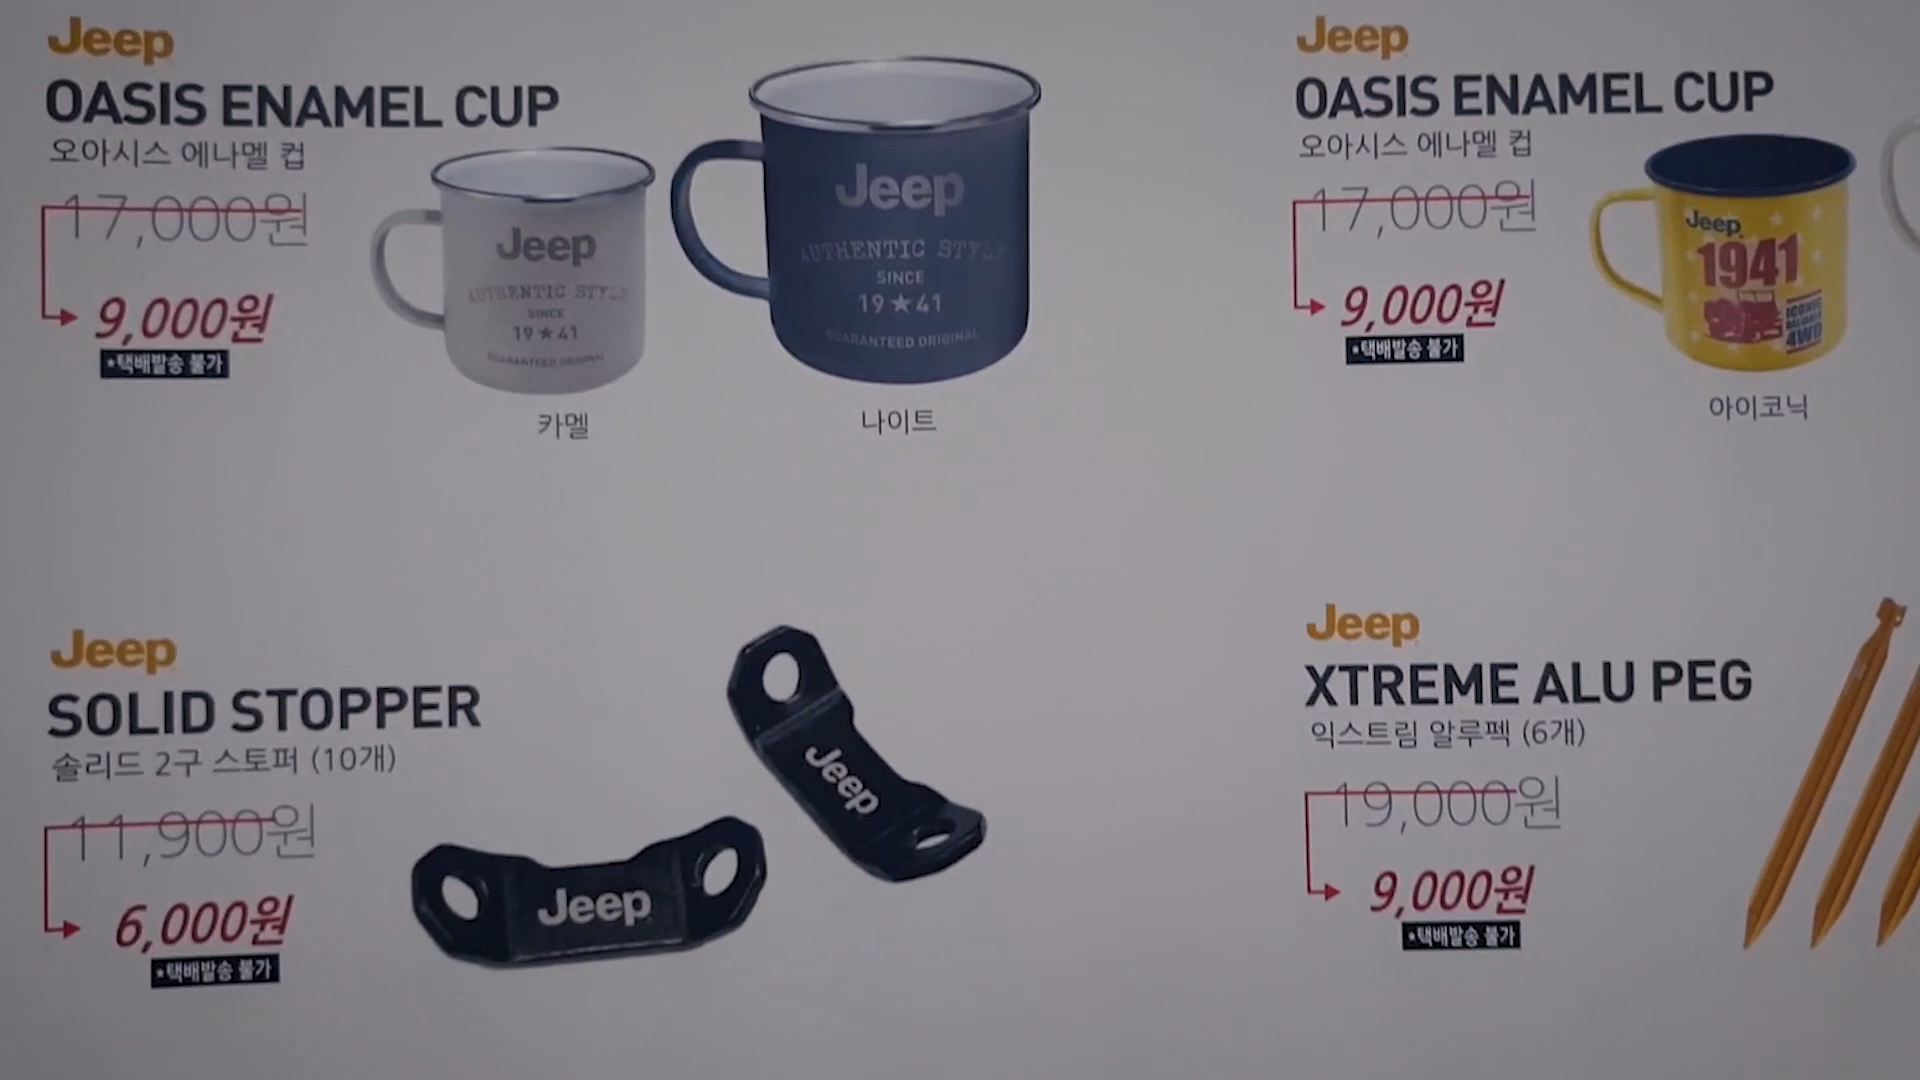 Jeep
OASIS ENAMEL CUP
오아시스 에나멜 컵
17,000원
9,000원
*택배발송 불가
Jeep
AUTHENTIC STYLE
SINCE
19★41
GUARANTEED ORIGINAL
카멜
Jeep
AUTHENTIC STYLE
SINCE
19★41
GUARANTEED ORIGINAL
나이트
Jeep
OASIS ENAMEL CUP
오아시스 에나멜 컵
17,000원
9,000원
*택배발송 불가
Jeep
1941
4WD
아이코닉
Jeep
SOLID STOPPER
솔리드 2구 스토퍼 (10개)
11,900원
6,000원
*택배발송 불가
Jeep
Jeep
Jeep
XTREME ALU PEG
익스트림 알루펙 (6개)
19,000원
9,000원
*택배발송 불가